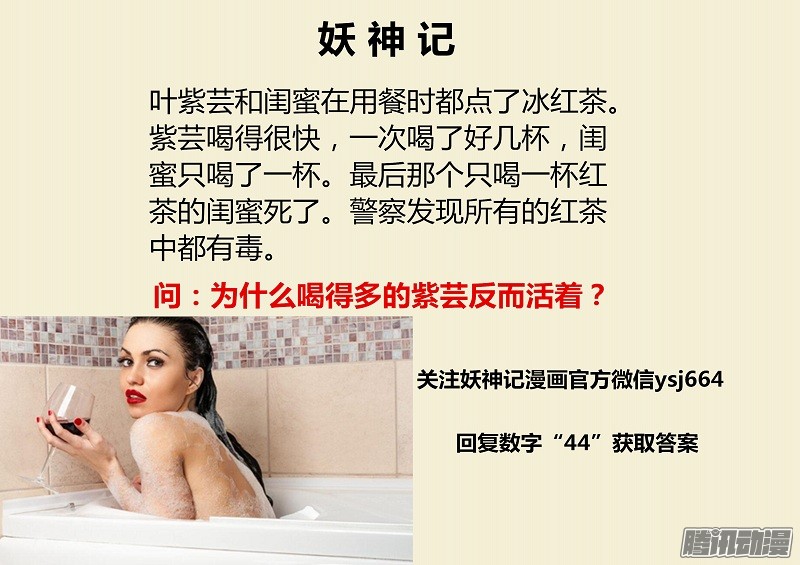 妖神记
叶紫芸和闺蜜在用餐时都点了冰红茶。
紫芸喝得很快，一次喝了好几杯，闺
蜜只喝了一杯。最后那个只喝一杯红
茶的闺蜜死了。警察发现所有的红茶
中都有毒。
问：为什么喝得多的紫芸反而活着？
关注妖神记漫画官方微信ysj664
回复数字“44”获取答案
腾讯动漫